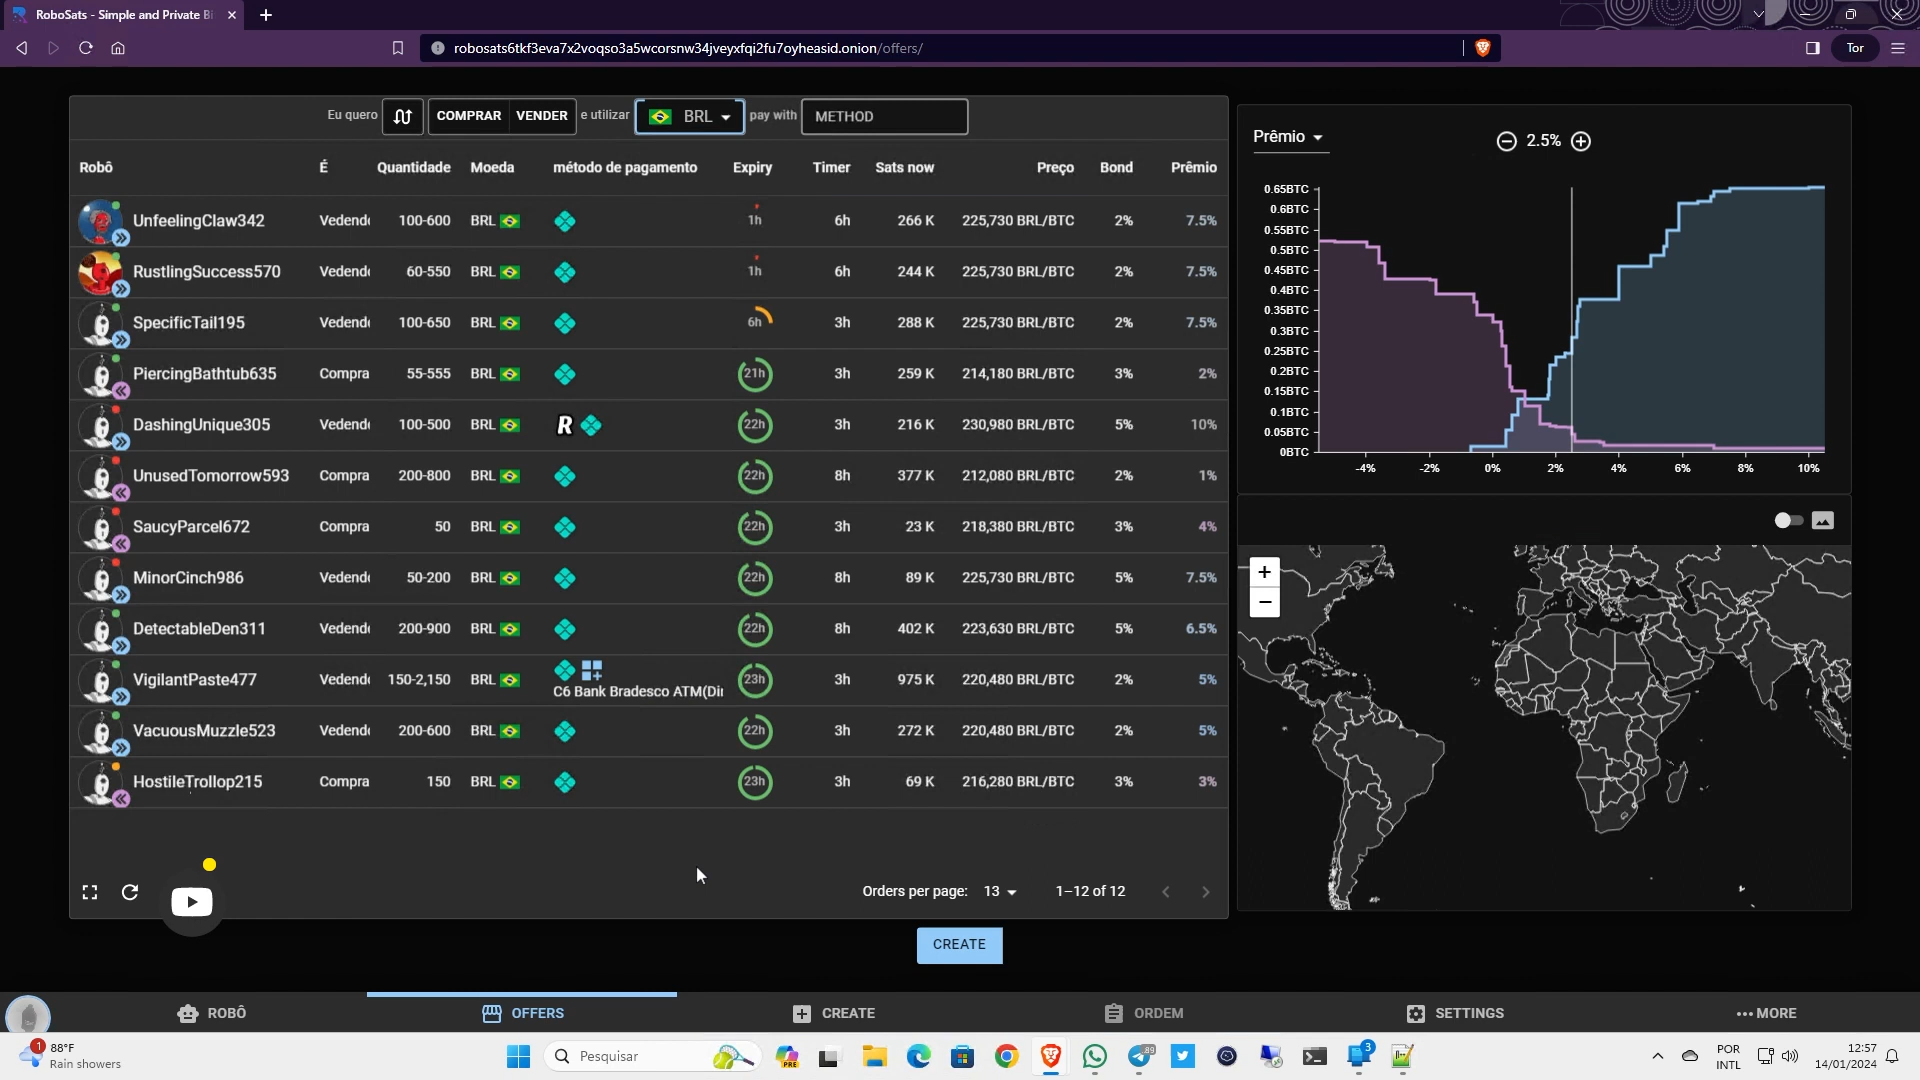 RoboSats - Simple and Private Bi
robosats6tkf3eva7x2voqso3a5wcorsnw34jveyxfqi2fu7oyheasid.onion/offers/
Tor
Eu quero COMPRAR VENDER e utilizar BRL pay with METHOD
Robô É Quantidade Moeda método de pagamento Expiry Timer Sats now Preço Bond Prêmio
UnfeelingClaw342 Vedend 100-600 BRL 1h 6h 266 K 225,730 BRL/BTC 2% 7.5%
RustlingSuccess570 Vedend 60-550 BRL 1h 6h 244 K 225,730 BRL/BTC 2% 7.5%
SpecificTail195 Vedend 100-650 BRL 6h 3h 288 K 225,730 BRL/BTC 2% 7.5%
PiercingBathtub635 Compra 55-555 BRL 21h 3h 259 K 214,180 BRL/BTC 3% 2%
DashingUnique305 Vedend 100-500 BRL R 22h 3h 216 K 230,980 BRL/BTC 5% 10%
UnusedTomorrow593 Compra 200-800 BRL 22h 8h 377 K 212,080 BRL/BTC 2% 1%
SaucyParcel672 Compra 50 BRL 22h 3h 23 K 218,380 BRL/BTC 3% 4%
MinorCinch986 Vedend 50-200 BRL 22h 8h 89 K 225,730 BRL/BTC 5% 7.5%
DetectableDen311 Vedend 200-900 BRL 22h 8h 402 K 223,630 BRL/BTC 5% 6.5%
VigilantPaste477 Vedend 150-2,150 BRL C6 Bank Bradesco ATM(Di 23h 3h 975 K 220,480 BRL/BTC 2% 5%
VacuousMuzzle523 Vedend 200-600 BRL 22h 3h 272 K 220,480 BRL/BTC 2% 5%
HostileTrollop215 Compra 150 BRL 23h 3h 69 K 216,280 BRL/BTC 3% 3%
Orders per page: 13 1–12 of 12
Prêmio 2.5%
0.65BTC
0.6BTC
0.55BTC
0.5BTC
0.45BTC
0.4BTC
0.35BTC
0.3BTC
0.25BTC
0.2BTC
0.15BTC
0.1BTC
0.05BTC
0BTC
-4% -2% 0% 2% 4% 6% 8% 10%
+
−
CREATE
ROBÔ OFFERS CREATE ORDEM SETTINGS MORE
1 88°F
Rain showers
Pesquisar
PRE
89
3
POR
INTL
12:57
14/01/2024